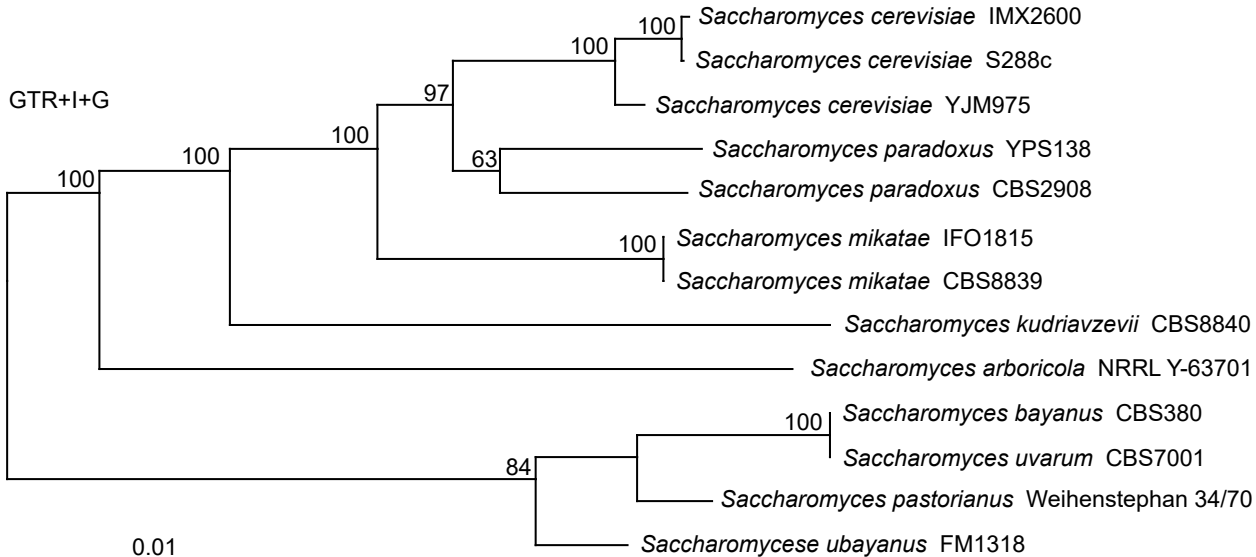 100 Saccharomyces cerevisiae IMX2600
100 Saccharomyces cerevisiae S288c
GTR+I+G
97 Saccharomyces cerevisiae YJM975
100
100 63 Saccharomyces paradoxus YPS138
100 Saccharomyces paradoxus CBS2908
100 Saccharomyces mikatae IFO1815
Saccharomyces mikatae CBS8839
Saccharomyces kudriavzevii CBS8840
Saccharomyces arboricola NRRL Y-63701
100 Saccharomyces bayanus CBS380
84 Saccharomyces uvarum CBS7001
Saccharomyces pastorianus Weihenstephan 34/70
0.01 Saccharomycese ubayanus FM1318